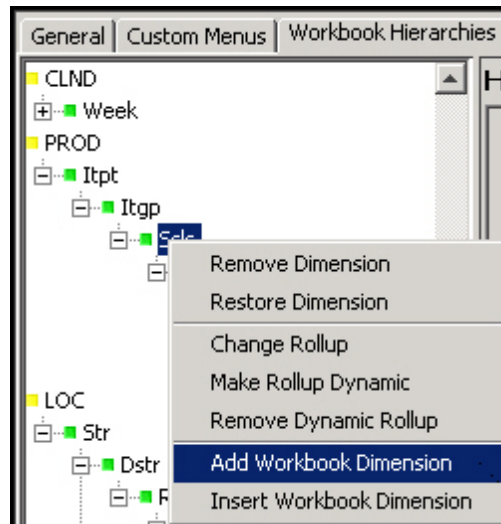 General Custom Menus Workbook Hierarchies
CLND
Week
PROD
Itpt
Itgp
Remove Dimension
Restore Dimension
Change Rollup
Make Rollup Dynamic
Remove Dynamic Rollup
LOC
Str
Dstr
Add Workbook Dimension
Insert Workbook Dimension